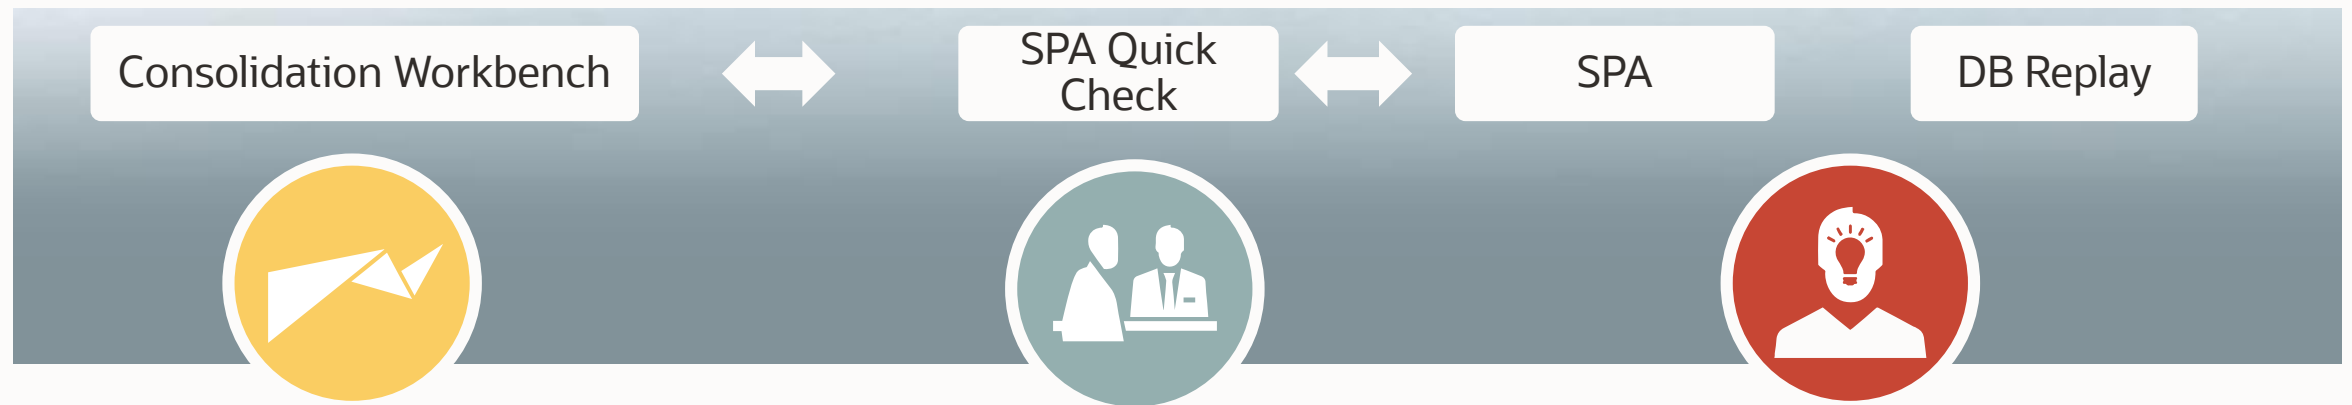 Consolidation Workbench
SPA Quick
Check
SPA
DB Replay